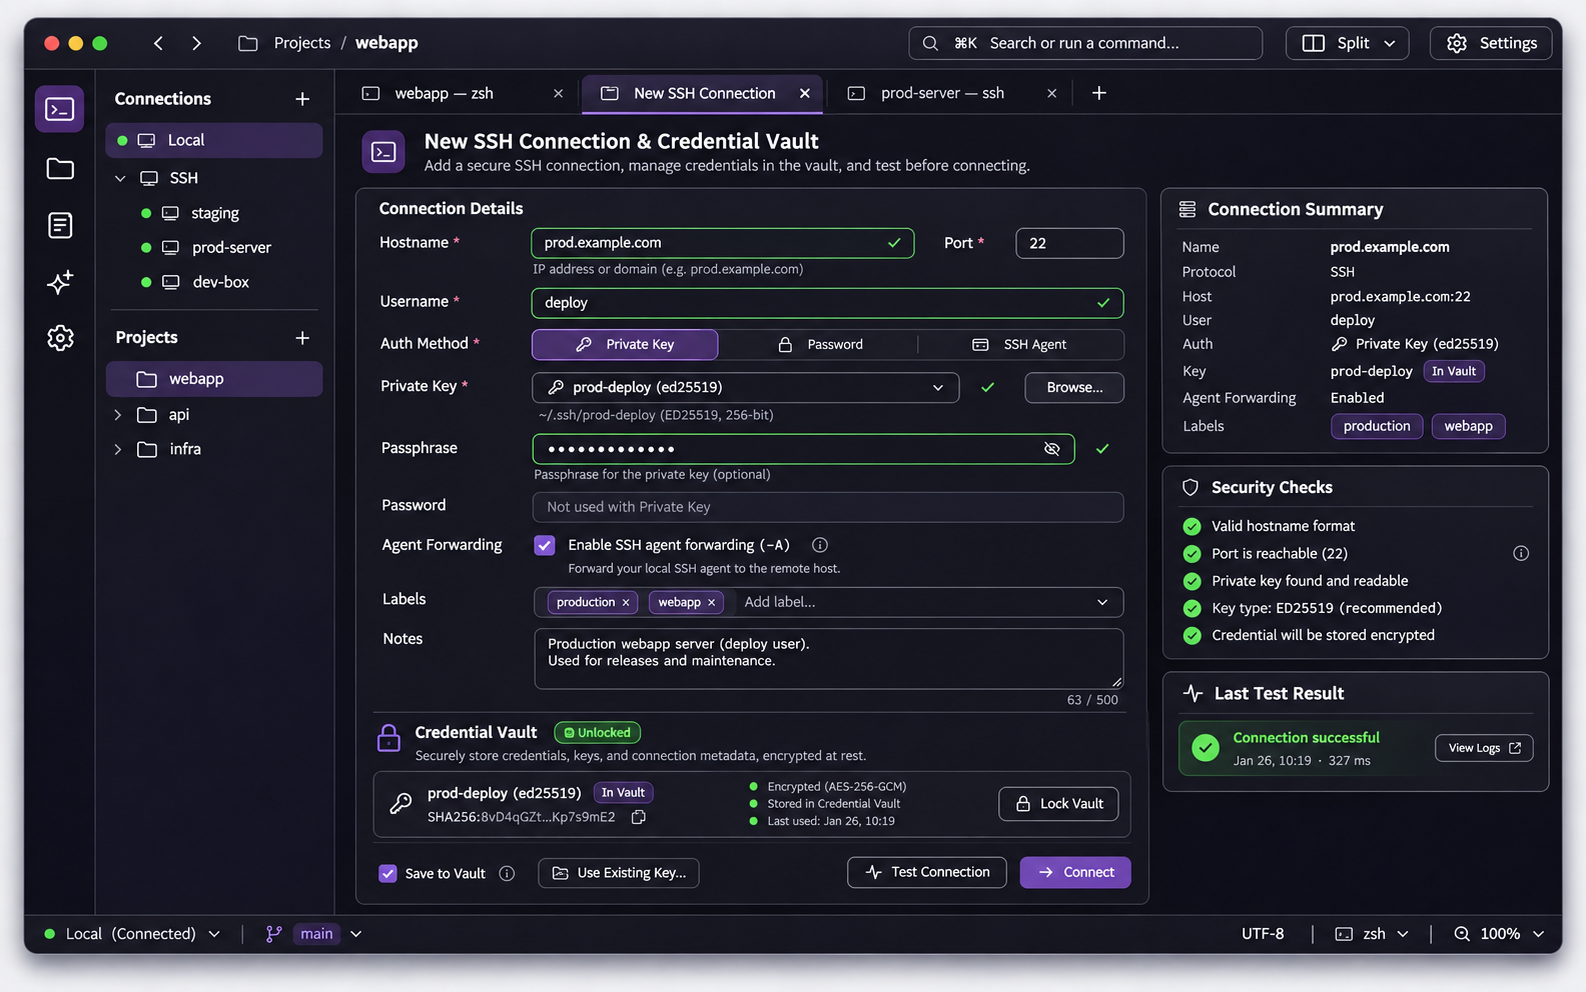 Projects / webapp
⌘K Search or run a command...
Split
Settings
Connections
Local
SSH
staging
prod-server
dev-box
Projects
webapp
api
infra
webapp — zsh
New SSH Connection
prod-server — ssh
New SSH Connection & Credential Vault
Add a secure SSH connection, manage credentials in the vault, and test before connecting.
Connection Details
Hostname * prod.example.com
Port * 22
IP address or domain (e.g. prod.example.com)
Username * deploy
Auth Method * Private Key Password SSH Agent
Private Key * prod-deploy (ed25519) Browse...
~/.ssh/prod-deploy (ED25519, 256-bit)
Passphrase •••••••••••••
Passphrase for the private key (optional)
Password Not used with Private Key
Agent Forwarding Enable SSH agent forwarding (-A)
Forward your local SSH agent to the remote host.
Labels production × webapp × Add label...
Notes Production webapp server (deploy user).
Used for releases and maintenance.
63 / 500
Credential Vault Unlocked
Securely store credentials, keys, and connection metadata, encrypted at rest.
prod-deploy (ed25519) In Vault
SHA256:8vD4qGZt...Kp7s9mE2
Encrypted (AES-256-GCM)
Stored in Credential Vault
Last used: Jan 26, 10:19
Lock Vault
Save to Vault Use Existing Key... Test Connection Connect
Connection Summary
Name prod.example.com
Protocol SSH
Host prod.example.com:22
User deploy
Auth Private Key (ed25519)
Key prod-deploy In Vault
Agent Forwarding Enabled
Labels production webapp
Security Checks
Valid hostname format
Port is reachable (22)
Private key found and readable
Key type: ED25519 (recommended)
Credential will be stored encrypted
Last Test Result
Connection successful
Jan 26, 10:19 · 327 ms
View Logs
Local (Connected) main UTF-8 zsh 100%